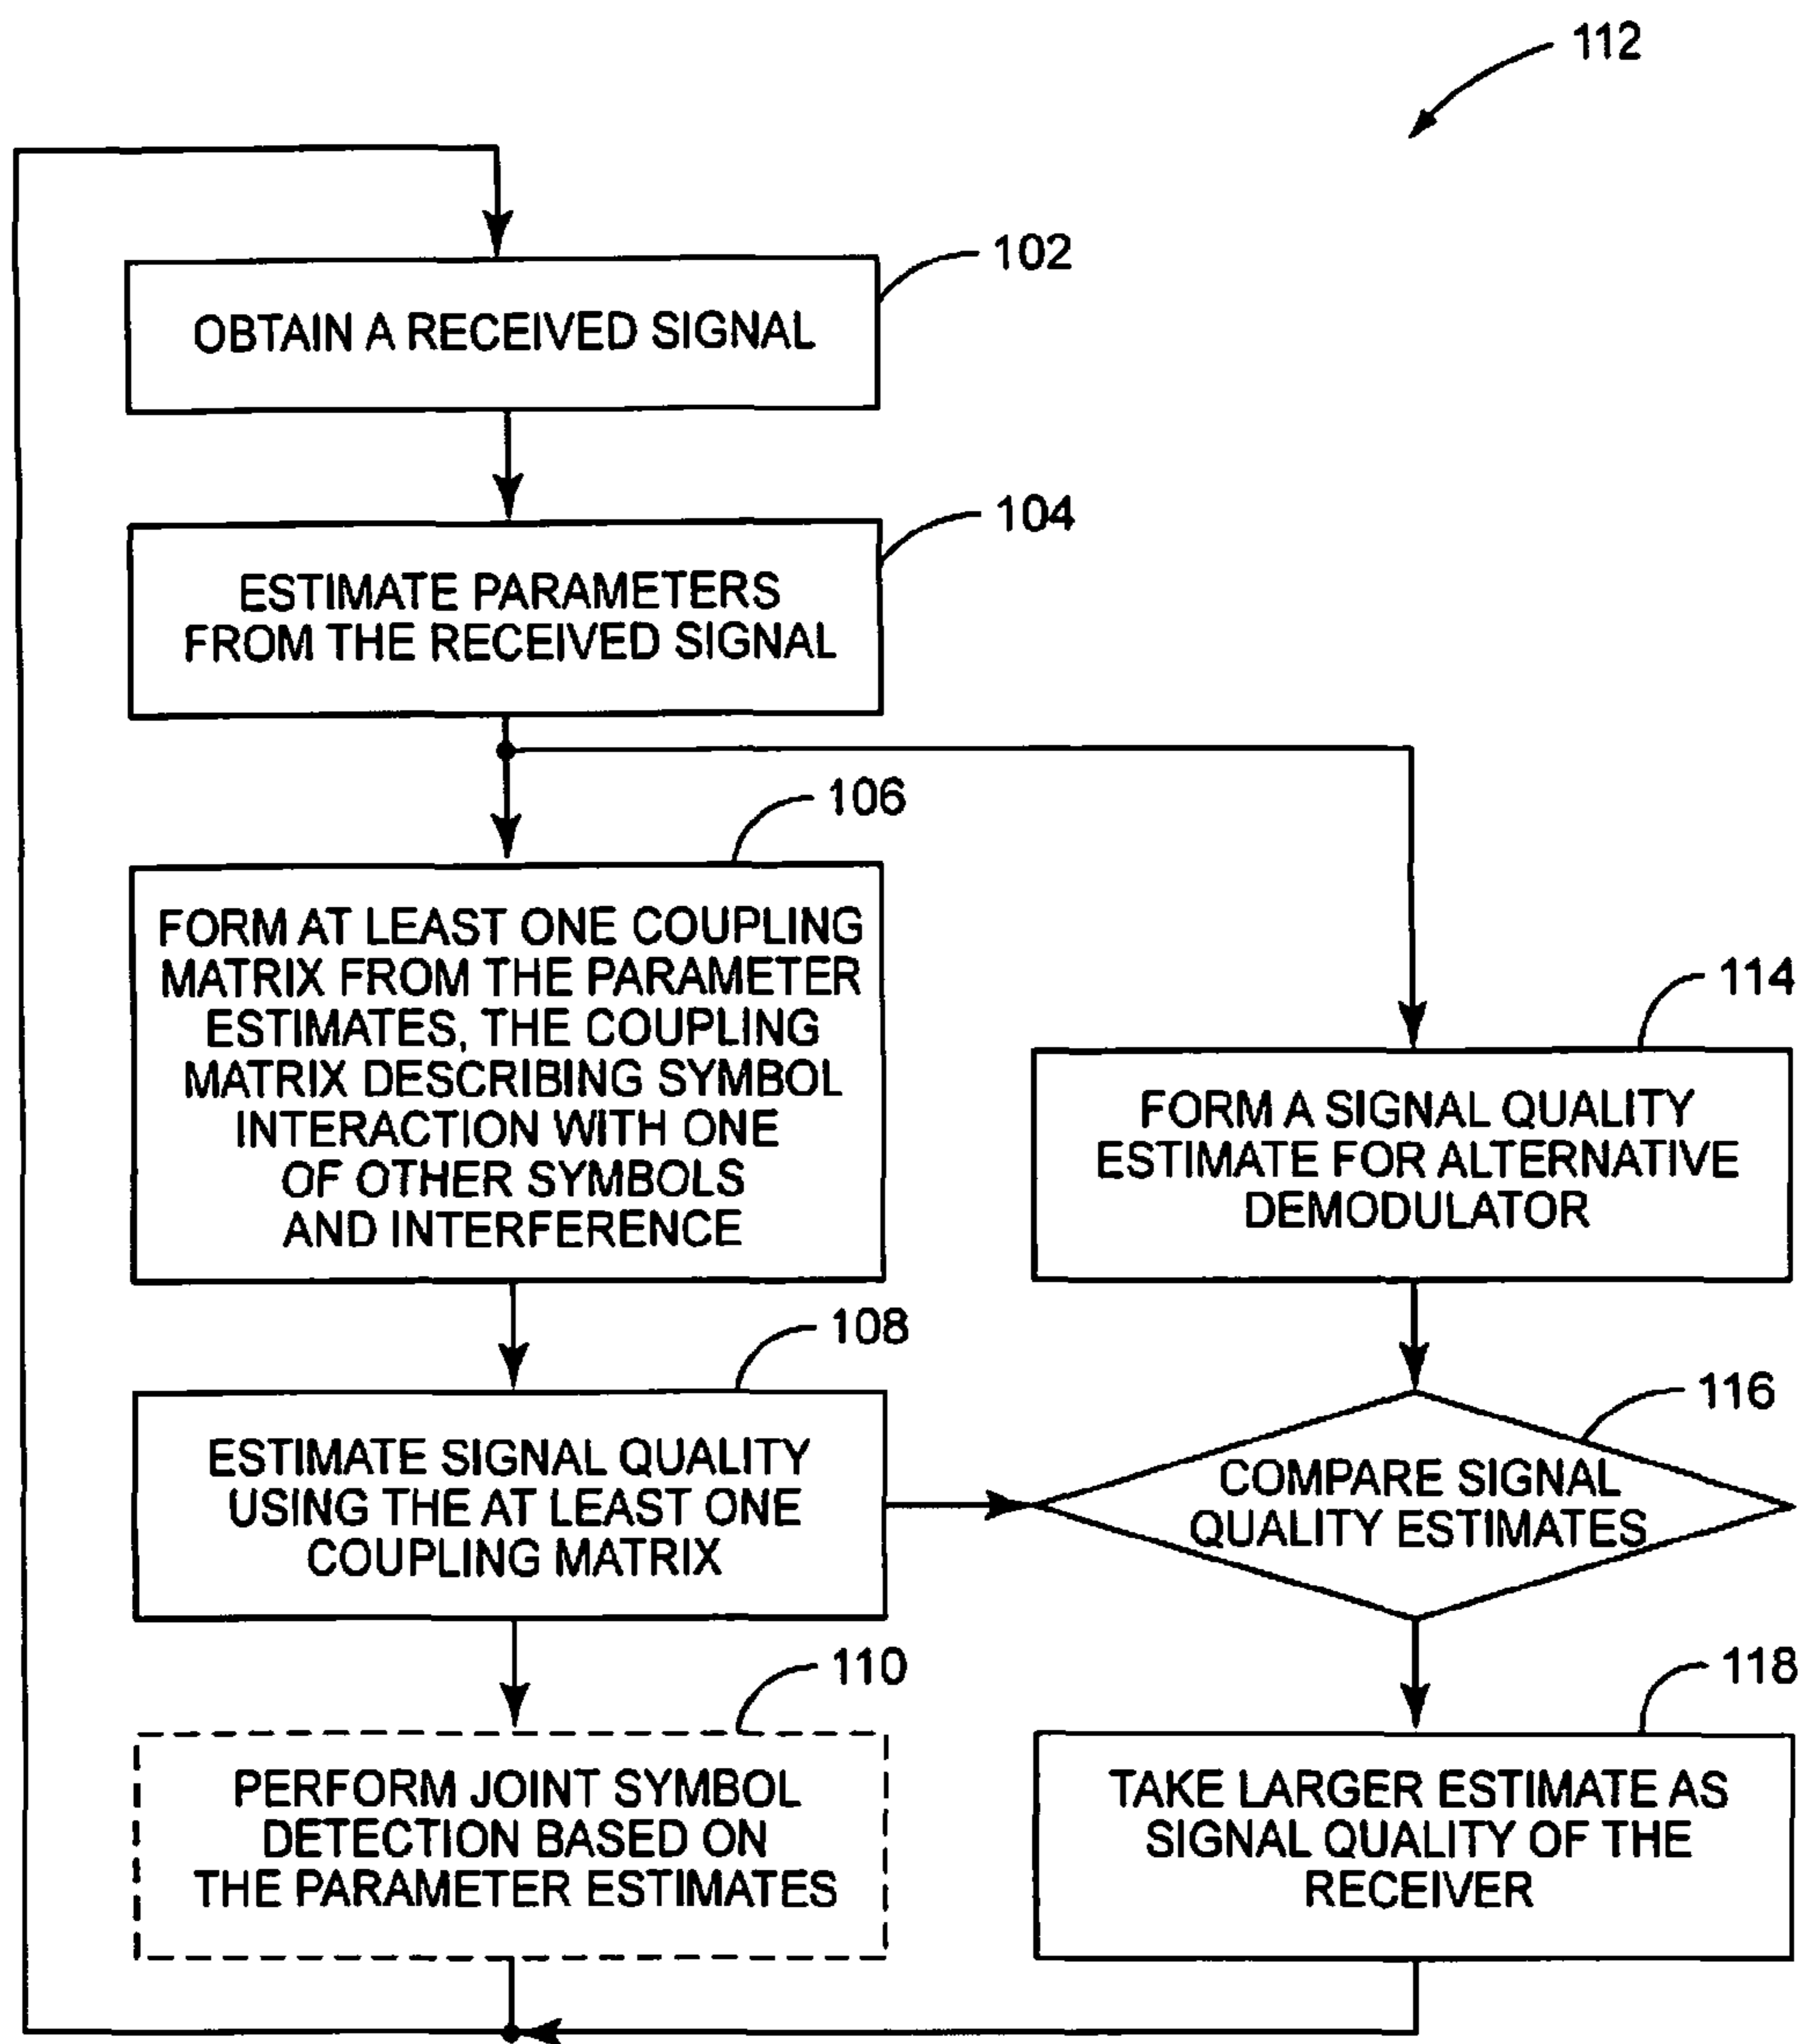 112
102
OBTAIN A RECEIVED SIGNAL
104
ESTIMATE PARAMETERS
FROM THE RECEIVED SIGNAL
106
FORM AT LEAST ONE COUPLING
MATRIX FROM THE PARAMETER
ESTIMATES, THE COUPLING
MATRIX DESCRIBING SYMBOL
INTERACTION WITH ONE
OF OTHER SYMBOLS
AND INTERFERENCE
114
FORM A SIGNAL QUALITY
ESTIMATE FOR ALTERNATIVE
DEMODULATOR
108
ESTIMATE SIGNAL QUALITY
USING THE AT LEAST ONE
COUPLING MATRIX
116
COMPARE SIGNAL
QUALITY ESTIMATES
110
PERFORM JOINT SYMBOL
DETECTION BASED ON
THE PARAMETER ESTIMATES
118
TAKE LARGER ESTIMATE AS
SIGNAL QUALITY OF THE
RECEIVER